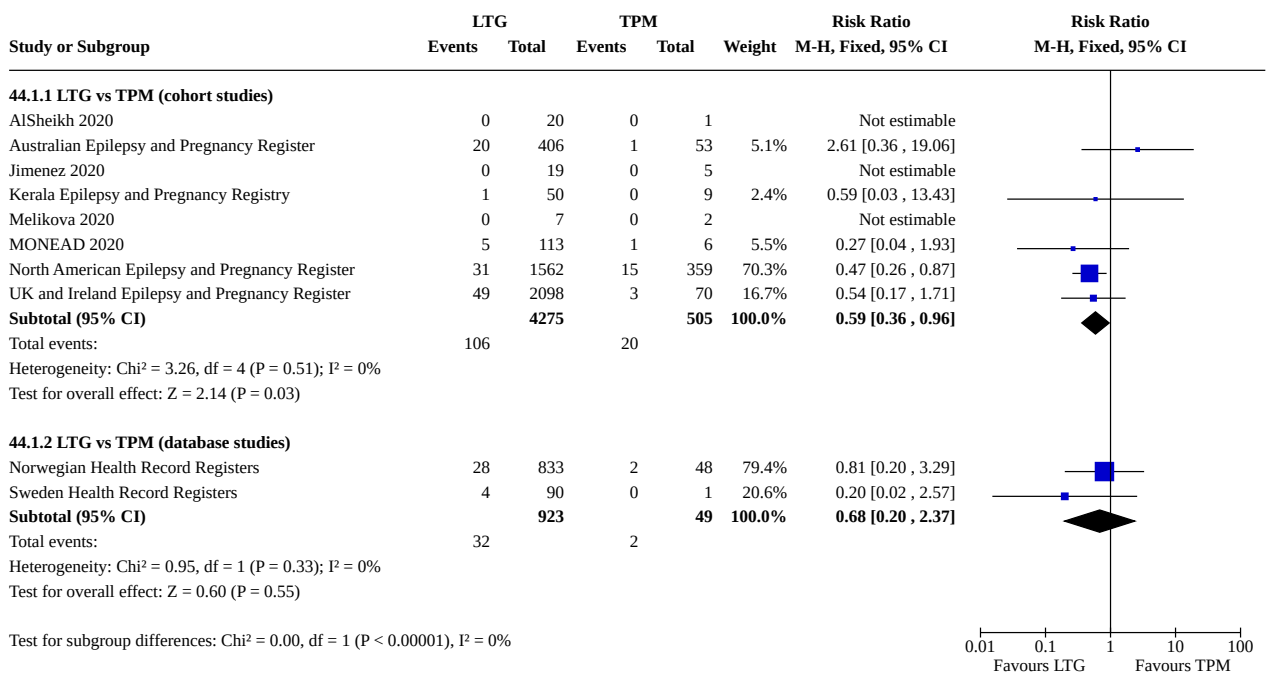 LTG TPM Risk Ratio Risk Ratio
Study or Subgroup Events Total Events Total Weight M-H, Fixed, 95% CI M-H, Fixed, 95% CI
44.1.1 LTG vs TPM (cohort studies)
AlSheikh 2020 0 20 0 1 Not estimable
Australian Epilepsy and Pregnancy Register 20 406 1 53 5.1% 2.61 [0.36 , 19.06]
Jimenez 2020 0 19 0 5 Not estimable
Kerala Epilepsy and Pregnancy Registry 1 50 0 9 2.4% 0.59 [0.03 , 13.43]
Melikova 2020 0 7 0 2 Not estimable
MONEAD 2020 5 113 1 6 5.5% 0.27 [0.04 , 1.93]
North American Epilepsy and Pregnancy Register 31 1562 15 359 70.3% 0.47 [0.26 , 0.87]
UK and Ireland Epilepsy and Pregnancy Register 49 2098 3 70 16.7% 0.54 [0.17 , 1.71]
Subtotal (95% CI) 4275 505 100.0% 0.59 [0.36 , 0.96]
Total events: 106 20
Heterogeneity: Chi² = 3.26, df = 4 (P = 0.51); I² = 0%
Test for overall effect: Z = 2.14 (P = 0.03)
44.1.2 LTG vs TPM (database studies)
Norwegian Health Record Registers 28 833 2 48 79.4% 0.81 [0.20 , 3.29]
Sweden Health Record Registers 4 90 0 1 20.6% 0.20 [0.02 , 2.57]
Subtotal (95% CI) 923 49 100.0% 0.68 [0.20 , 2.37]
Total events: 32 2
Heterogeneity: Chi² = 0.95, df = 1 (P = 0.33); I² = 0%
Test for overall effect: Z = 0.60 (P = 0.55)
Test for subgroup differences: Chi² = 0.00, df = 1 (P < 0.00001), I² = 0%
0.01 0.1 1 10 100
Favours LTG Favours TPM